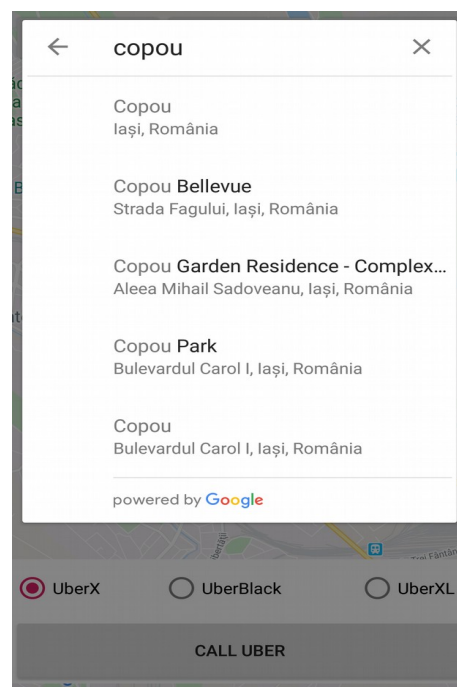 copou
Copou
Iași, România
Copou Bellevue
Strada Fagului, Iași, România
Copou Garden Residence - Complex...
Aleea Mihail Sadoveanu, Iași, România
Copou Park
Bulevardul Carol I, Iași, România
Copou
Bulevardul Carol I, Iași, România
powered by Google
UberX
UberBlack
UberXL
CALL UBER